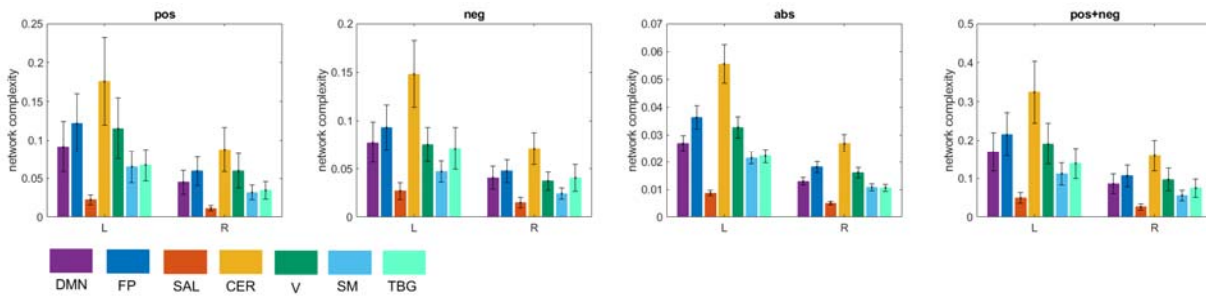 pos
neg
abs
pos+neg
network complexity
0.25
0.2
0.15
0.1
0.05
0
L
R
network complexity
0.2
0.15
0.1
0.05
0
L
R
network complexity
0.07
0.06
0.05
0.04
0.03
0.02
0.01
0
L
R
network complexity
0.5
0.4
0.3
0.2
0.1
0
L
R
DMN
FP
SAL
CER
V
SM
TBG